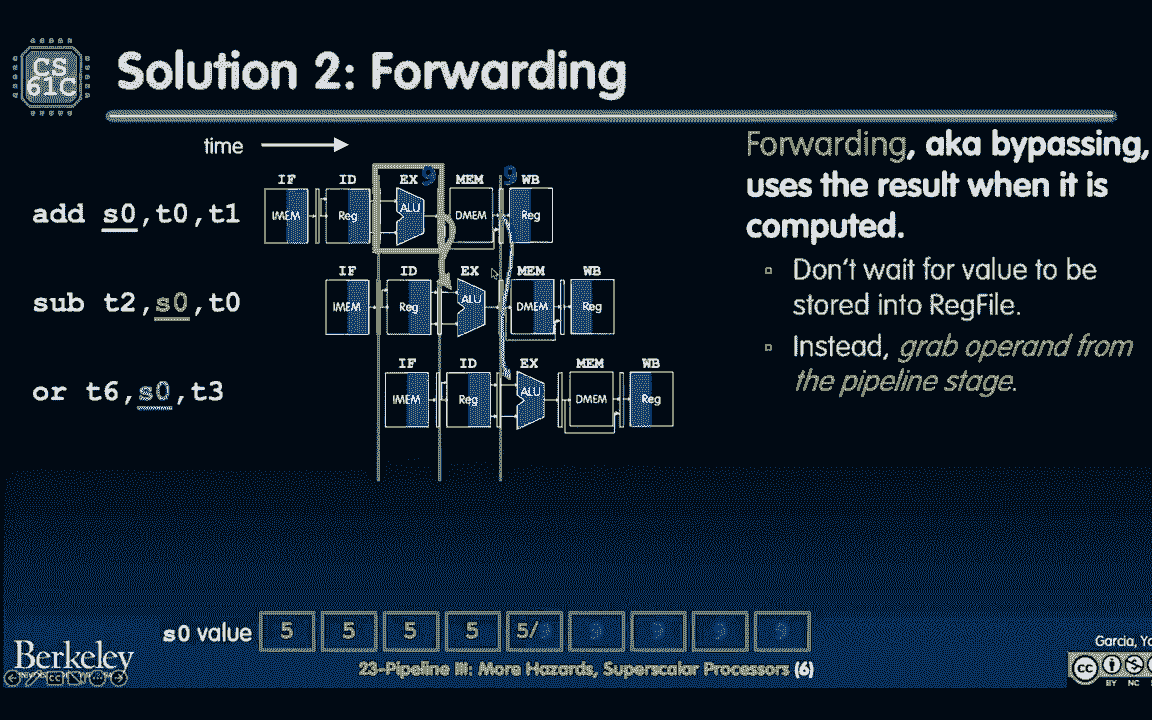 CS
61C
Solution 2: Forwarding
time
Forwarding, aka bypassing,
uses the result when it is
computed.
▫ Don't wait for value to be
stored into RegFile.
▫ Instead, grab operand from
the pipeline stage.
IF ID EX 9 MEM 9 WB
add s0,t0,t1
IMEM Reg ALU DMEM Reg
IF ID EX MEM WB
sub t2,s0,t0
IMEM Reg ALU DMEM Reg
IF ID EX MEM WB
or t6,s0,t3
IMEM Reg ALU DMEM Reg
s0 value 5 5 5 5 5/9 9 9 9 9
Berkeley
23-Pipeline III: More Hazards, Superscalar Processors (6)
Garcia, Yo
cc
BY NC